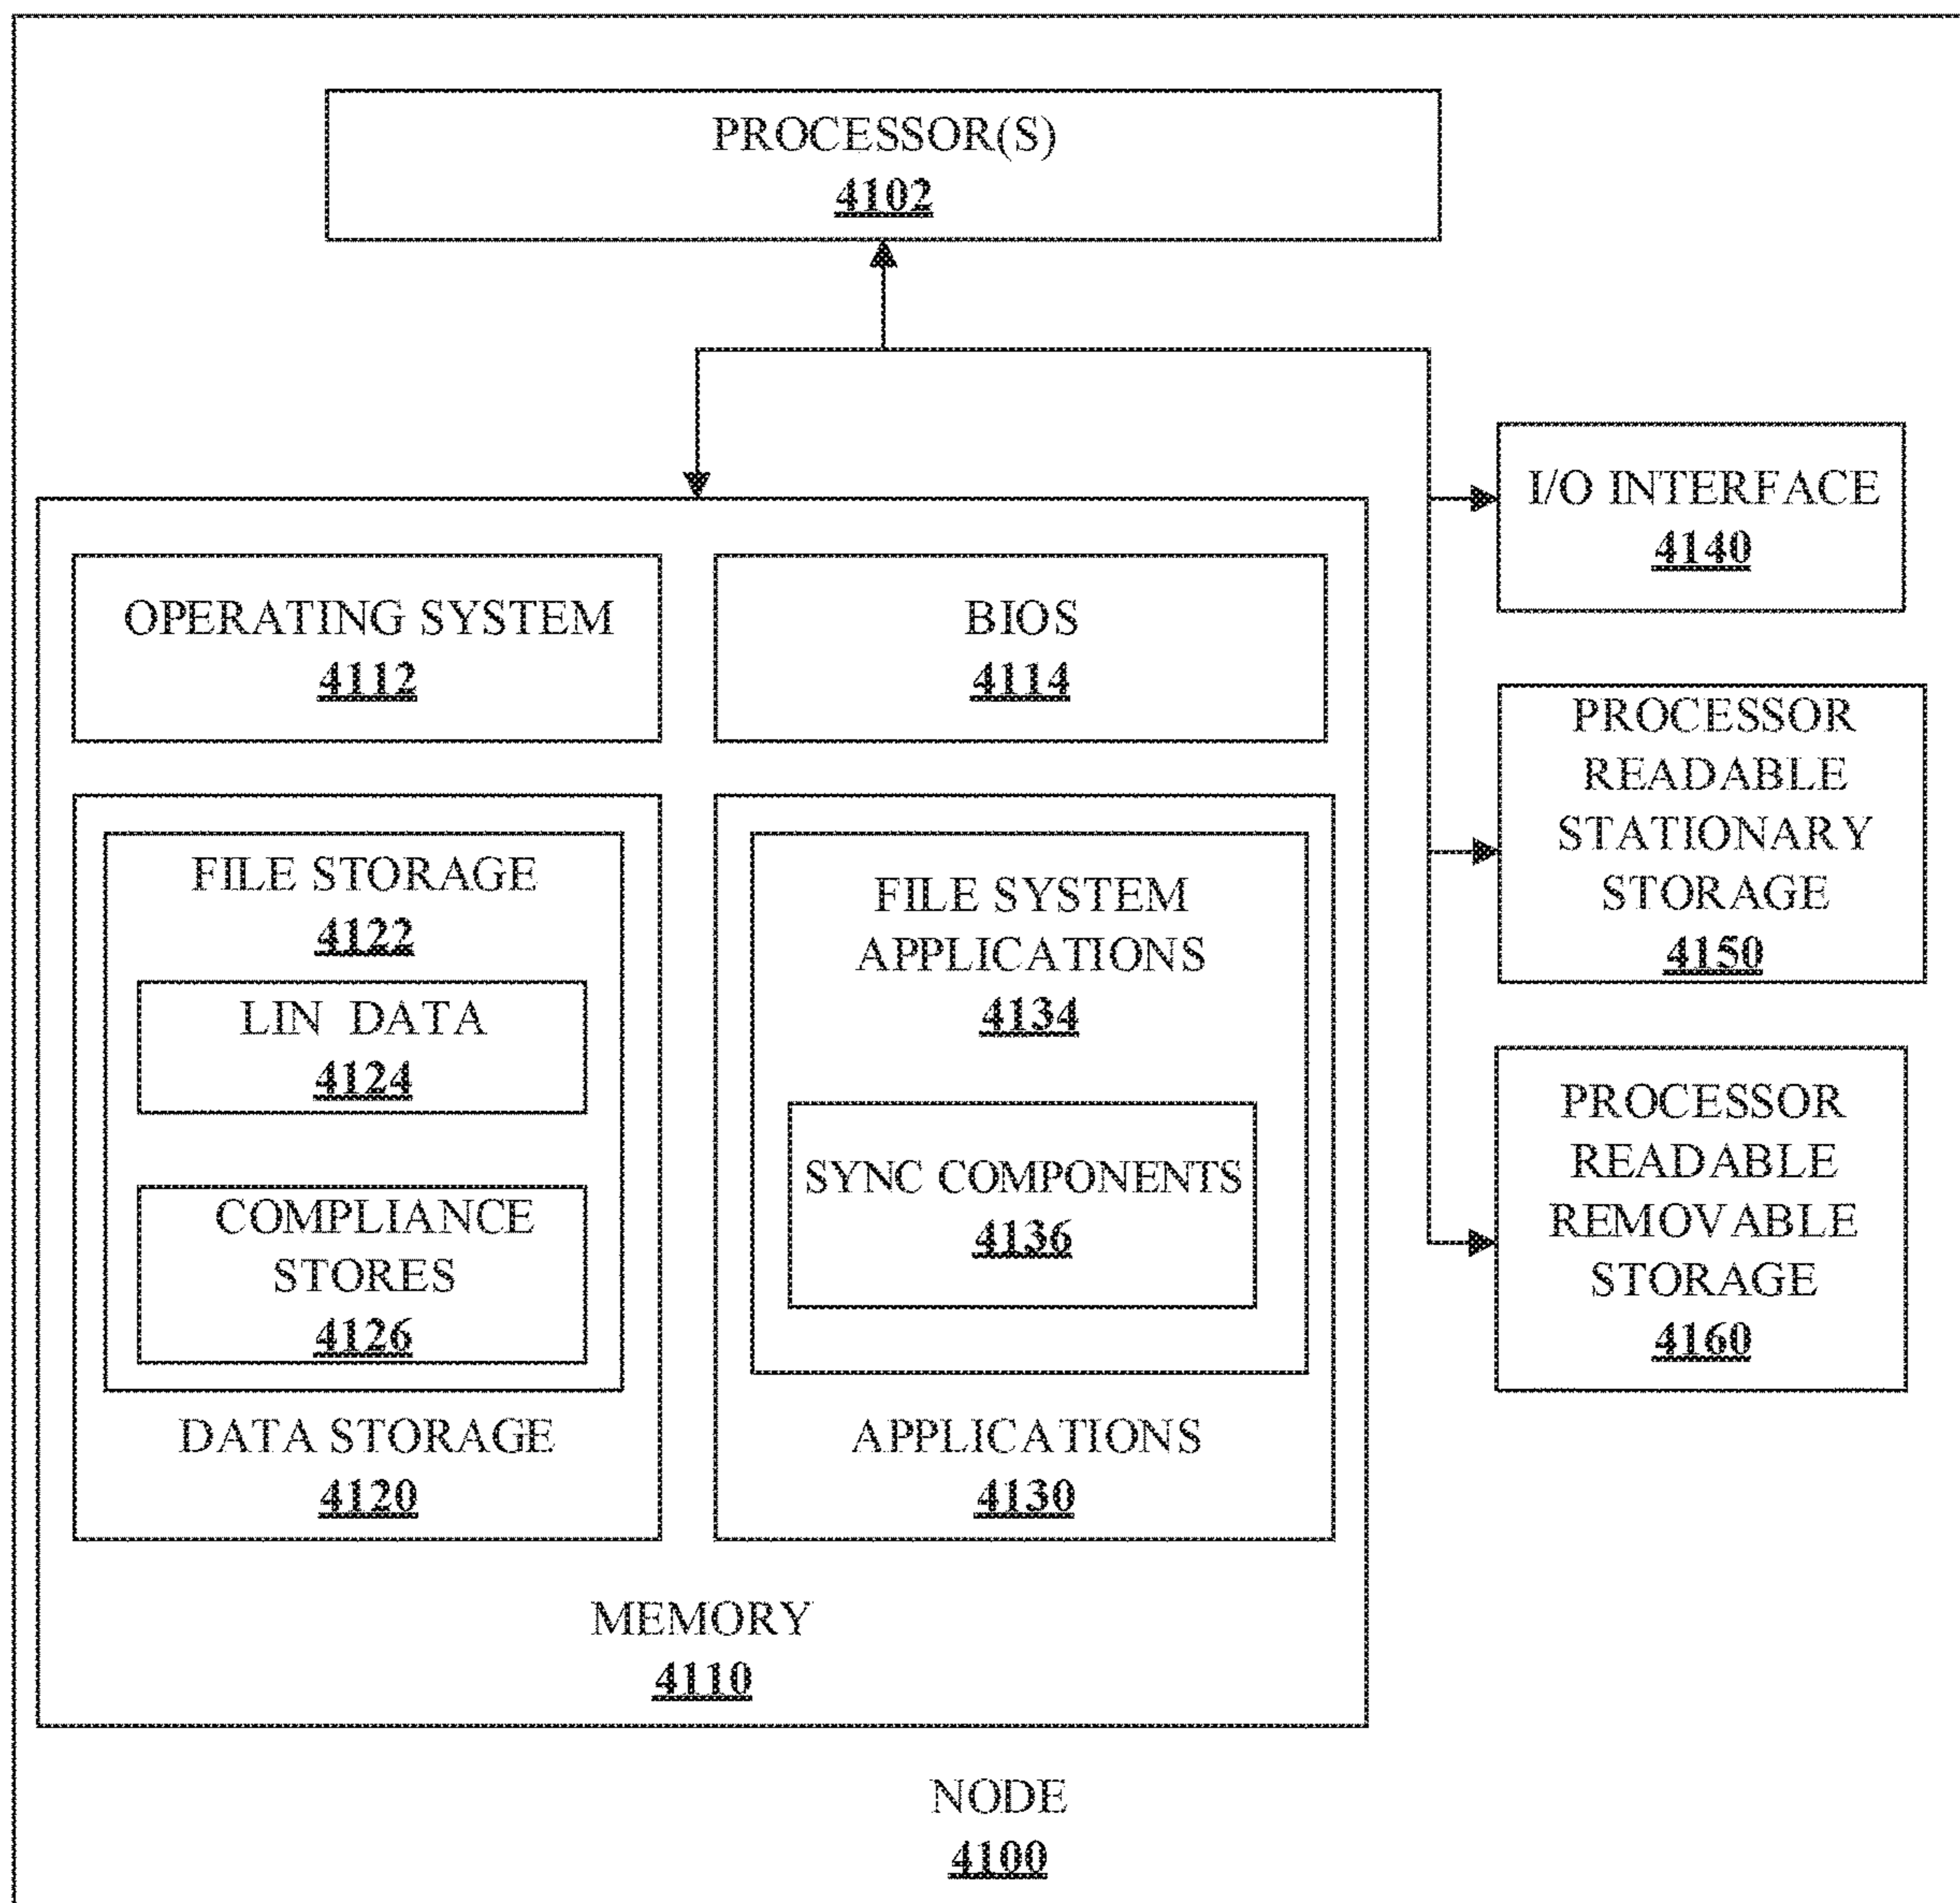 PROCESSOR(S)
4102
I/O INTERFACE
4140
OPERATING SYSTEM
4112
BIOS
4114
PROCESSOR
READABLE
STATIONARY
STORAGE
4150
FILE STORAGE
4122
LIN DATA
4124
COMPLIANCE
STORES
4126
DATA STORAGE
4120
FILE SYSTEM
APPLICATIONS
4134
SYNC COMPONENTS
4136
APPLICATIONS
4130
PROCESSOR
READABLE
REMOVABLE
STORAGE
4160
MEMORY
4110
NODE
4100